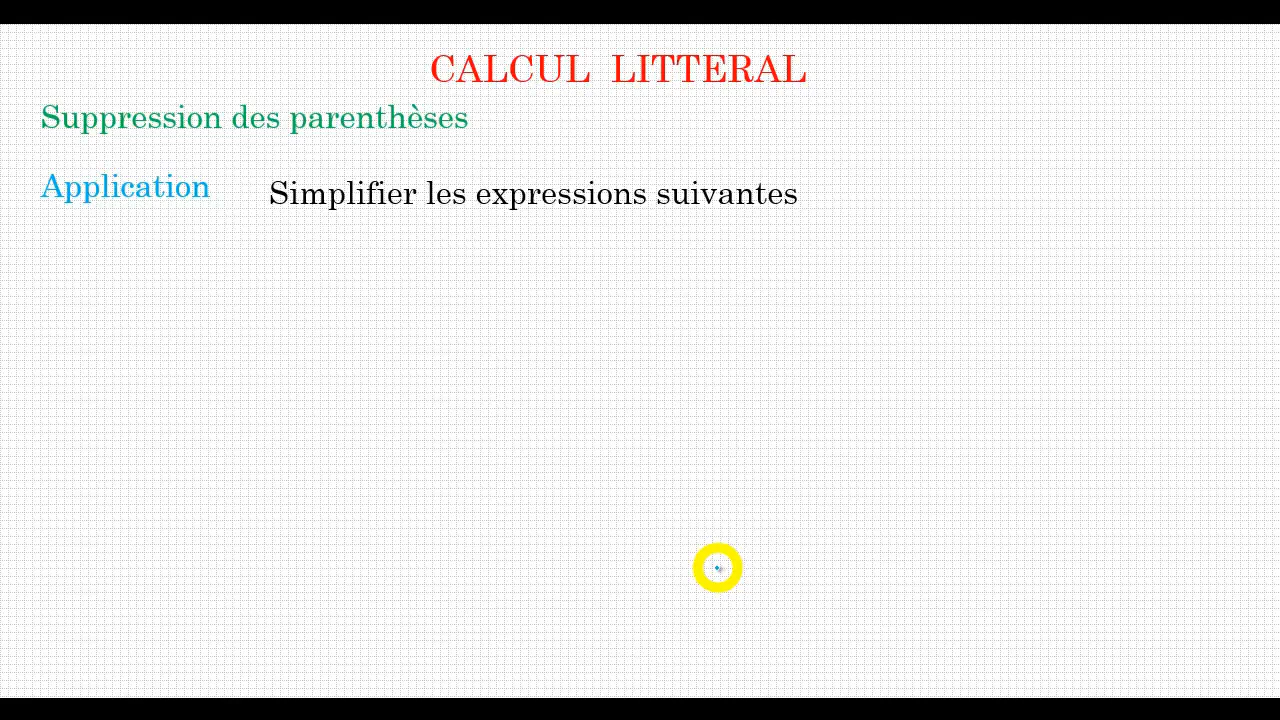 CALCUL LITTERAL
Suppression des parenthèses
Application Simplifier les expressions suivantes